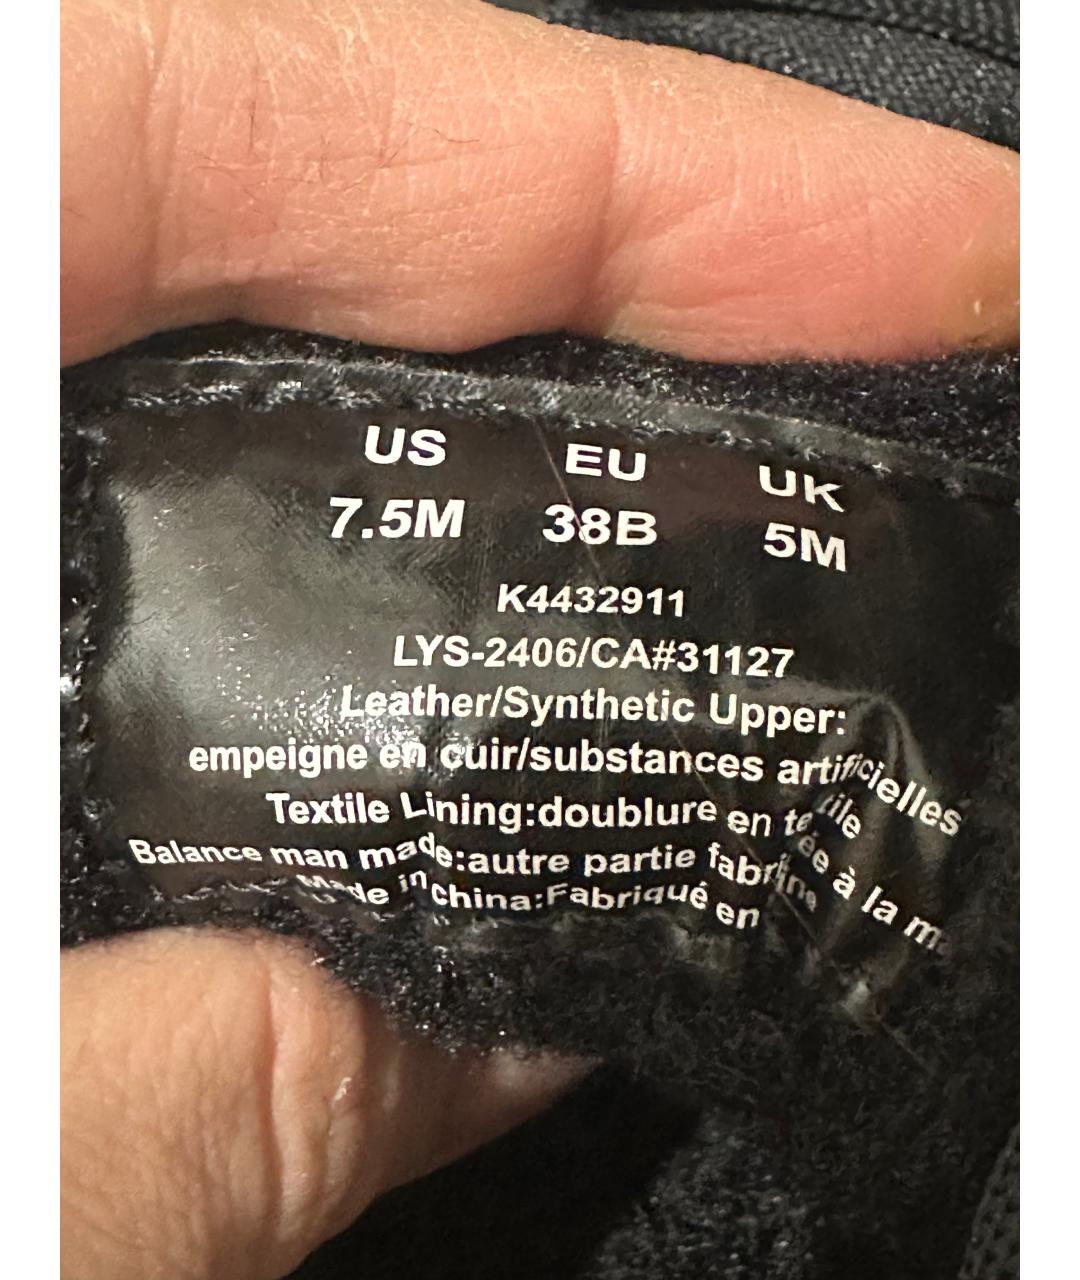 US EU UK
7.5M 38B 5M
K4432911
LYS-2406/CA#31127
Leather/Synthetic Upper:
empeigne en cuir/substances artificielles
Textile Lining:doublure en
Balance man made:autre partie à la
Made in china:Fabriqué en